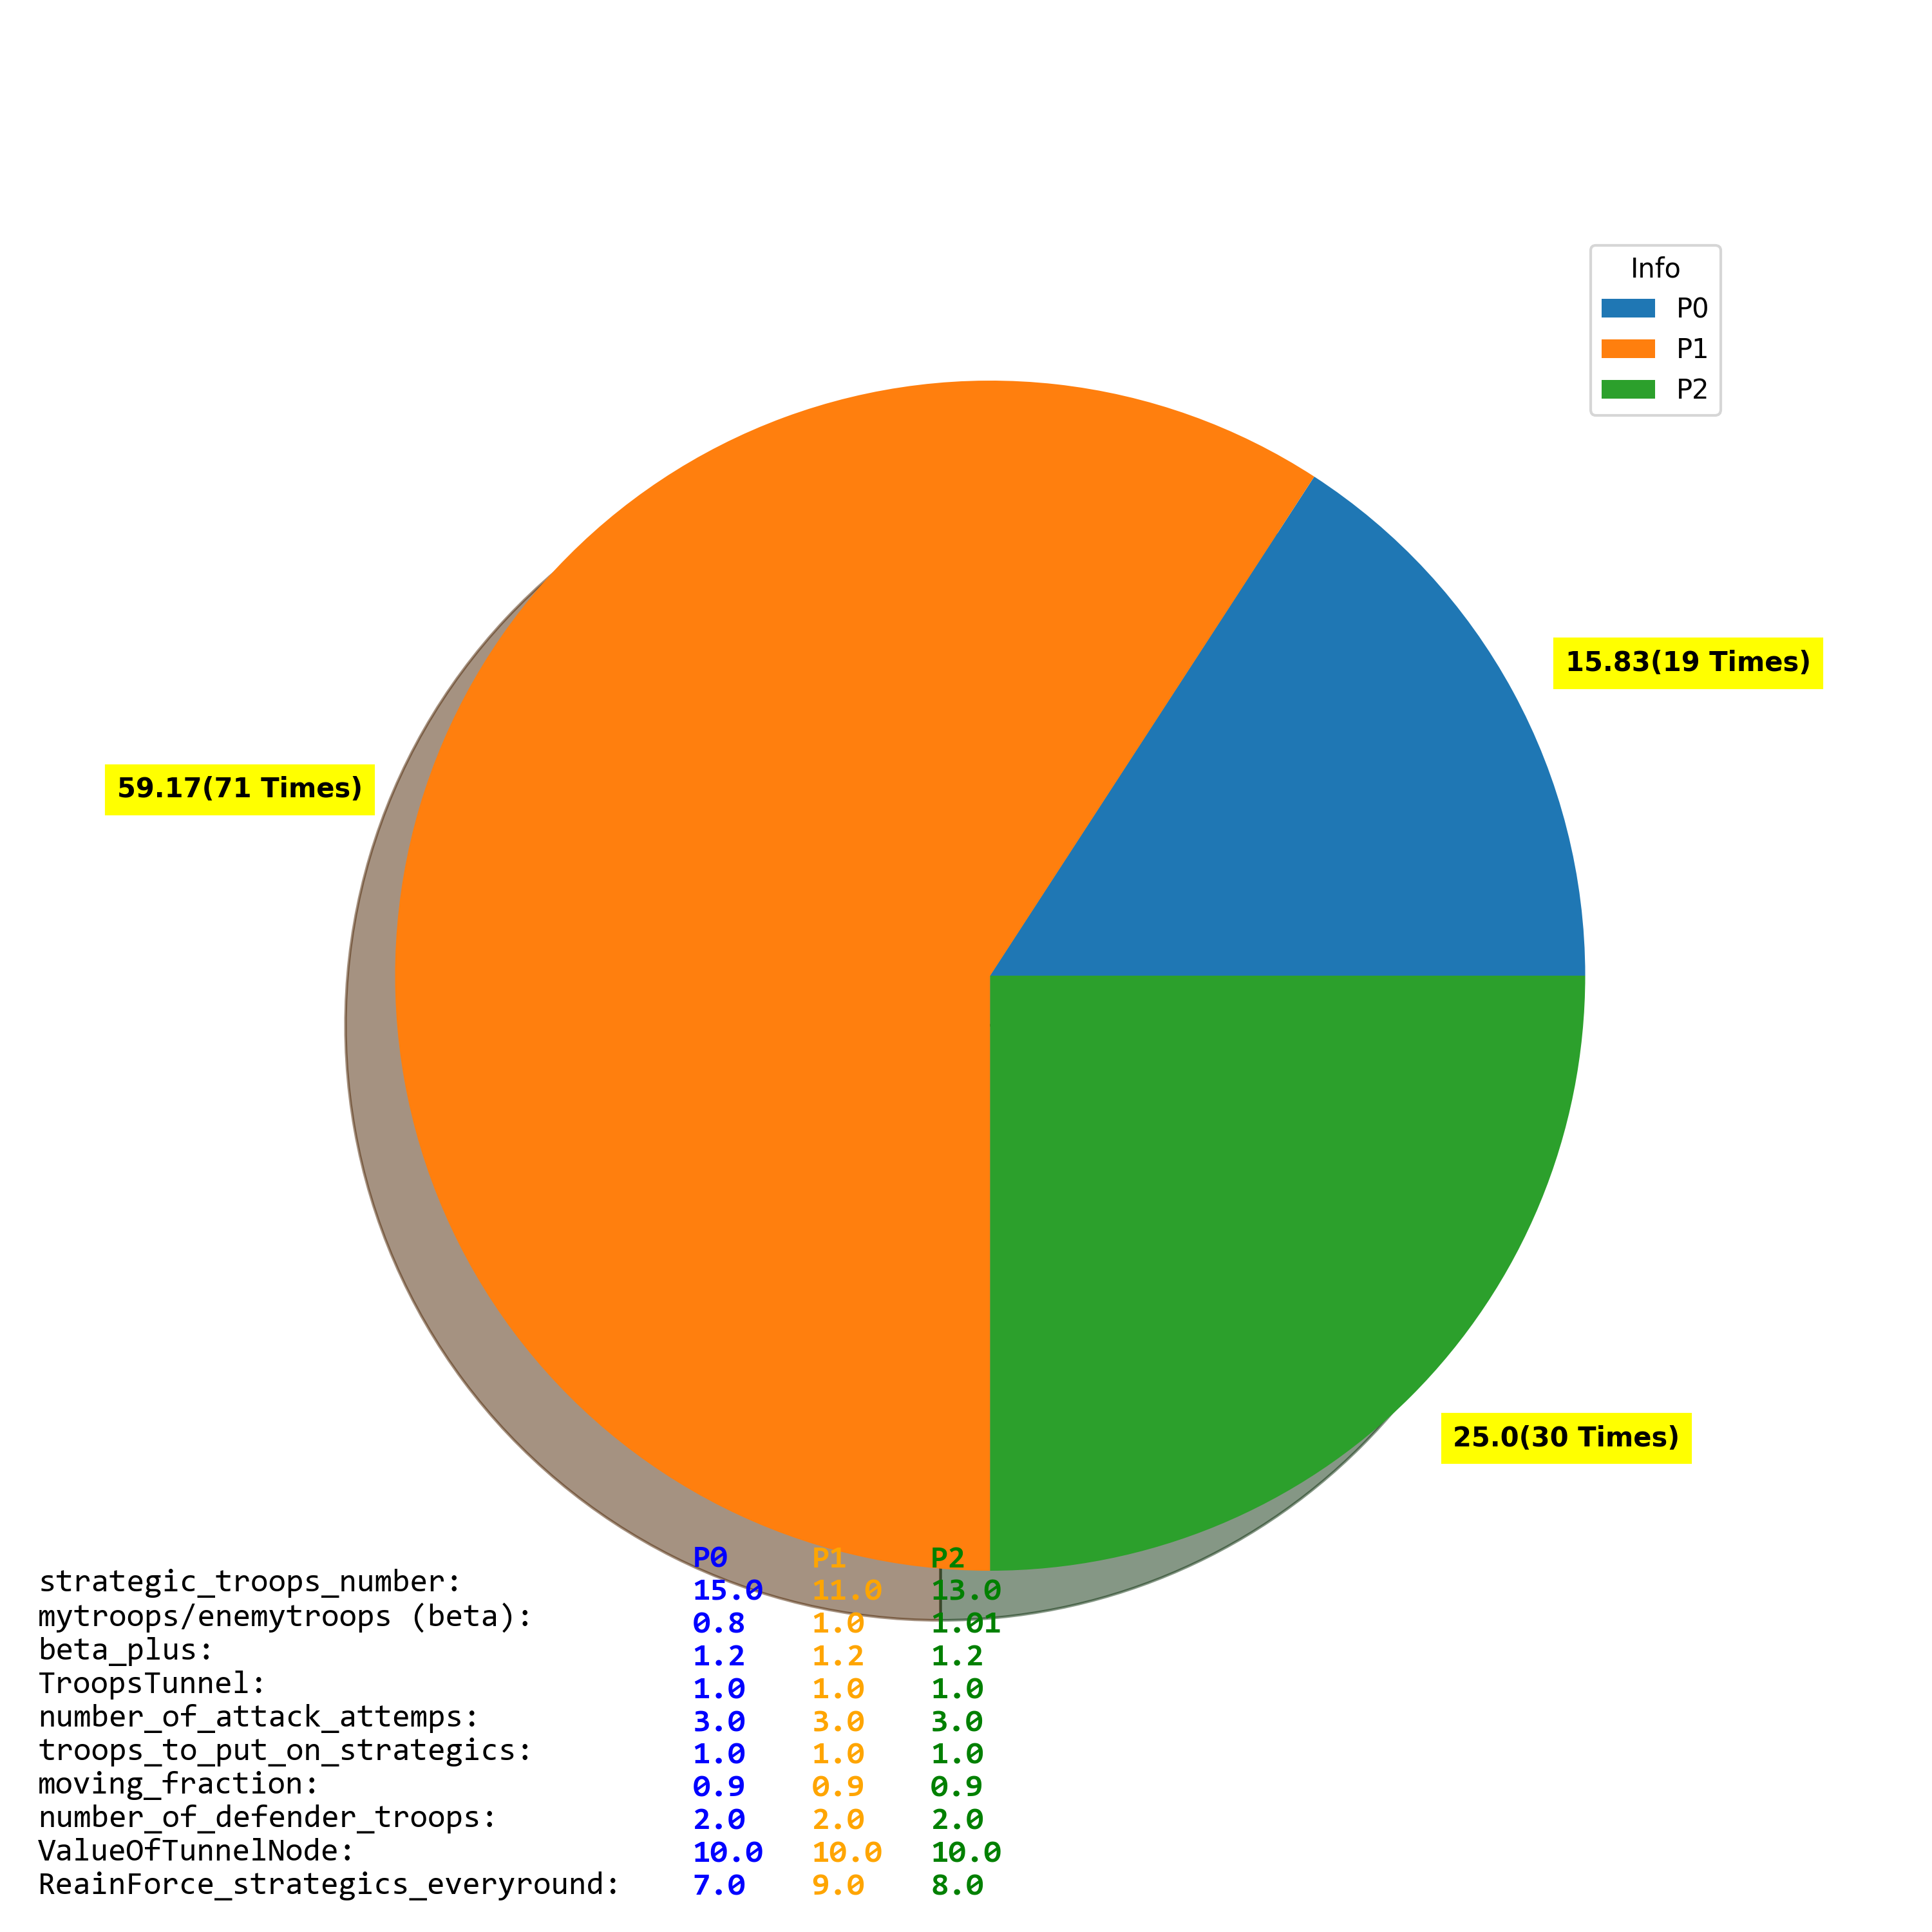 Info
P0
P1
P2
15.83(19 Times)
59.17(71 Times)
25.0(30 Times)
P0 P1 P2
strategic_troops_number: 15.0 11.0 13.0
mytroops/enemytroops (beta): 0.8 1.0 1.01
beta_plus: 1.2 1.2 1.2
TroopsTunnel: 1.0 1.0 1.0
number_of_attack_attemps: 3.0 3.0 3.0
troops_to_put_on_strategics: 1.0 1.0 1.0
moving_fraction: 0.9 0.9 0.9
number_of_defender_troops: 2.0 2.0 2.0
ValueOfTunnelNode: 10.0 10.0 10.0
ReainForce_strategics_everyround: 7.0 9.0 8.0